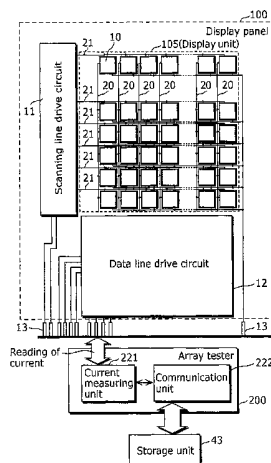 100
Display panel
21
10
105(Display unit)
20 20 20 20 20 20
11
Scanning line drive circuit
21
21
21
21
21
Data line drive circuit
12
13
13
Reading of
current
221
Array tester
222
Current
measuring
unit
Communication
unit
200
Storage unit
43